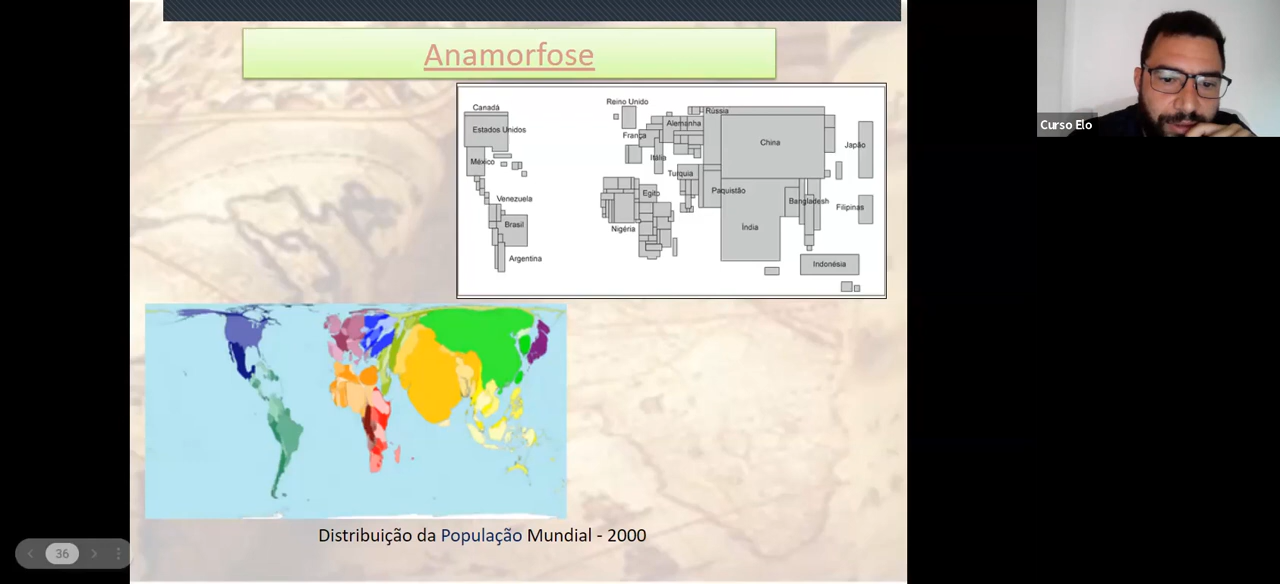 Anamorfose
Canadá
Estados Unidos
México
Venezuela
Brasil
Argentina
Reino Unido
França
Alemanha
Itália
Turquia
Egito
Nigéria
Rússia
China
Japão
Paquistão
Bangladesh
Filipinas
Índia
Indonésia
Distribuição da População Mundial - 2000
36
Curso Elo